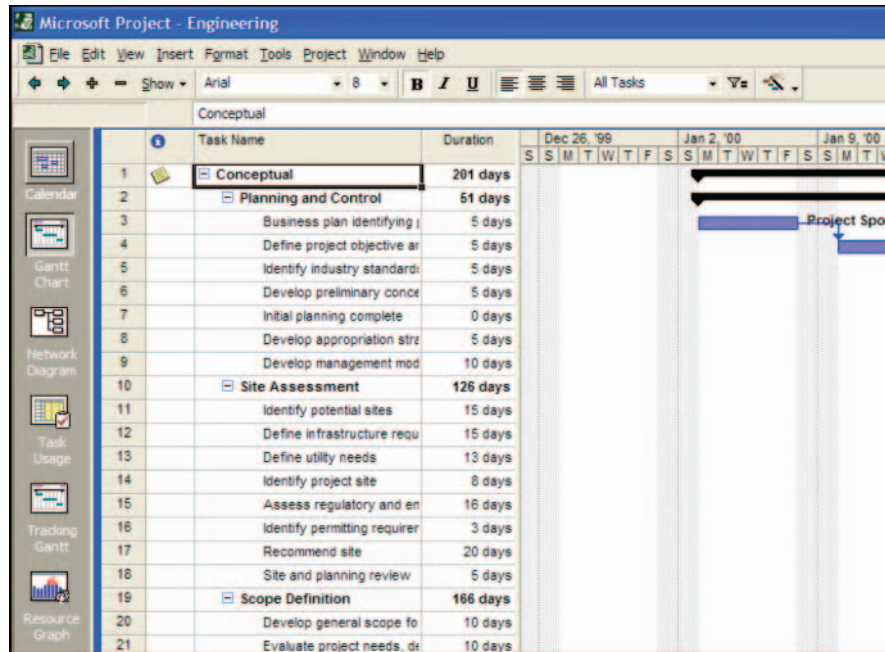 Microsoft Project - Engineering
File Edit View Insert Format Tools Project Window Help
Show Arial 8 B I U All Tasks
Conceptual
Task Name Duration Dec 26, '99 Jan 2, '00 Jan 9, '00
S S M T W T F S S M T W T F S S M T W
1 Conceptual 201 days
2 Planning and Control 51 days
3 Business plan identifying 5 days Project Spo
4 Define project objective ar 5 days
5 Identify industry standards 5 days
6 Develop preliminary conce 5 days
7 Initial planning complete 0 days
8 Develop appropriation stra 5 days
9 Develop management mod 10 days
10 Site Assessment 126 days
11 Identify potential sites 15 days
12 Define infrastructure requ 15 days
13 Define utility needs 13 days
14 Identify project site 8 days
15 Assess regulatory and en 16 days
16 Identify permitting requirer 3 days
17 Recommend site 20 days
18 Site and planning review 5 days
19 Scope Definition 166 days
20 Develop general scope fo 10 days
21 Evaluate project needs, de 10 days
Calendar
Gantt
Chart
Network
Diagram
Task
Usage
Tracking
Gantt
Resource
Graph